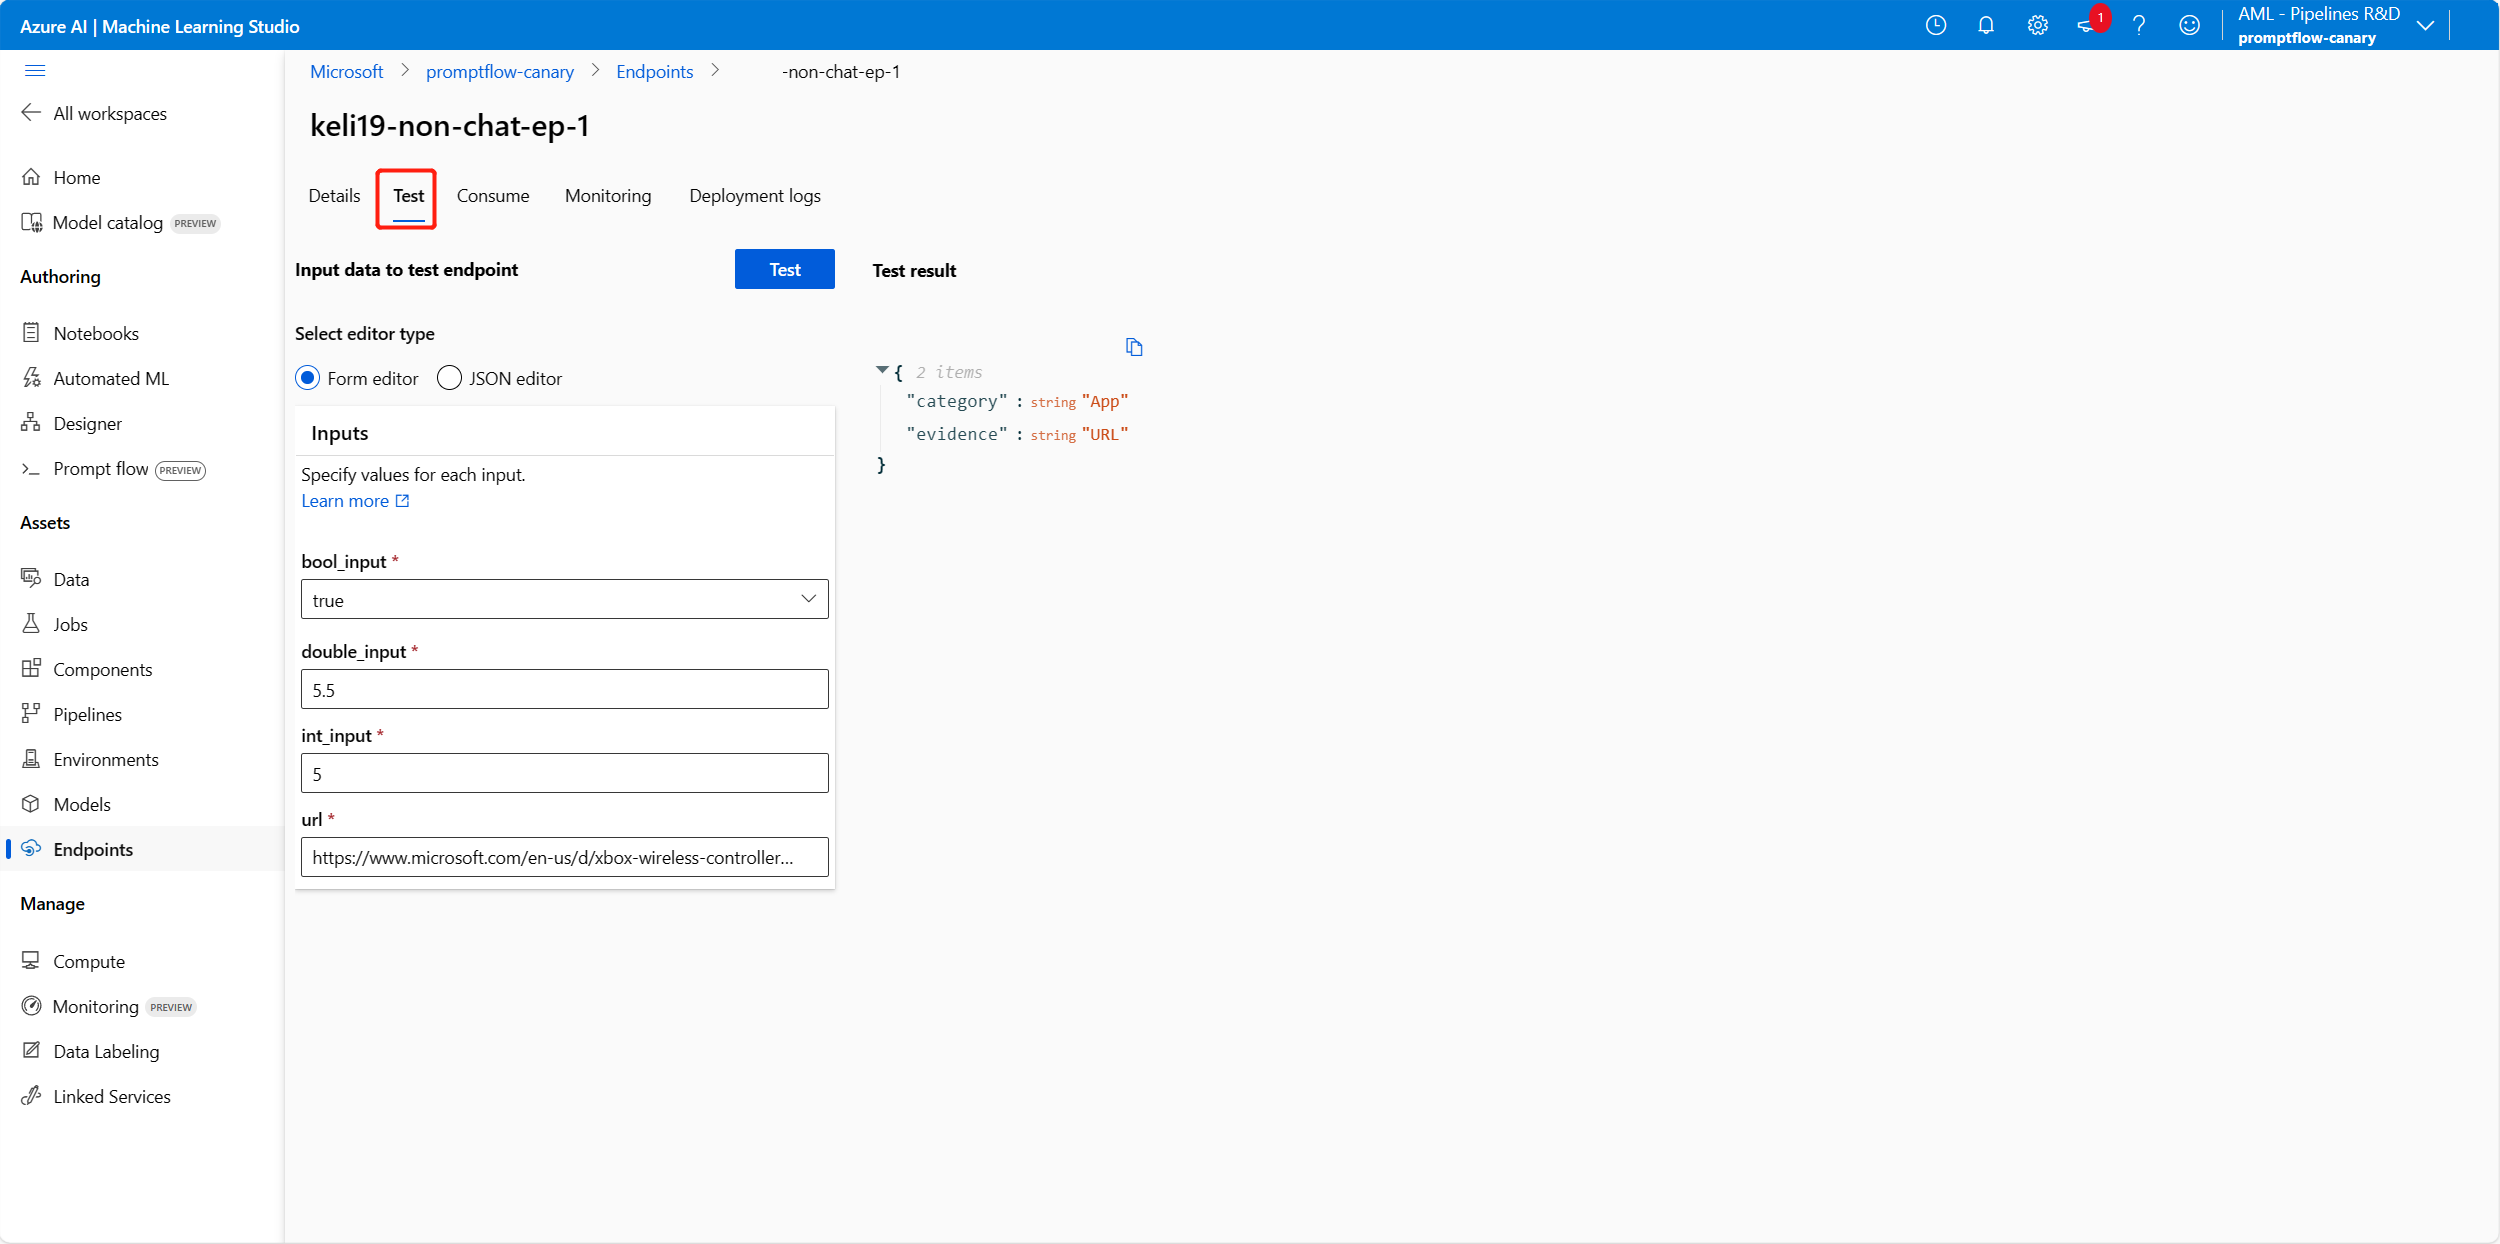 Azure AI | Machine Learning Studio
1
AML - Pipelines R&D
promptflow-canary
Microsoft > promptflow-canary > Endpoints > -non-chat-ep-1
All workspaces
Home
Model catalog PREVIEW
Authoring
Notebooks
Automated ML
Designer
Prompt flow PREVIEW
Assets
Data
Jobs
Components
Pipelines
Environments
Models
Endpoints
Manage
Compute
Monitoring PREVIEW
Data Labeling
Linked Services
keli19-non-chat-ep-1
Details Test Consume Monitoring Deployment logs
Input data to test endpoint
Test
Select editor type
Form editor JSON editor
Inputs
Specify values for each input.
Learn more
bool_input *
true
double_input *
5.5
int_input *
5
url *
https://www.microsoft.com/en-us/d/xbox-wireless-controller...
Test result
{ 2 items
"category" : string "App"
"evidence" : string "URL"
}